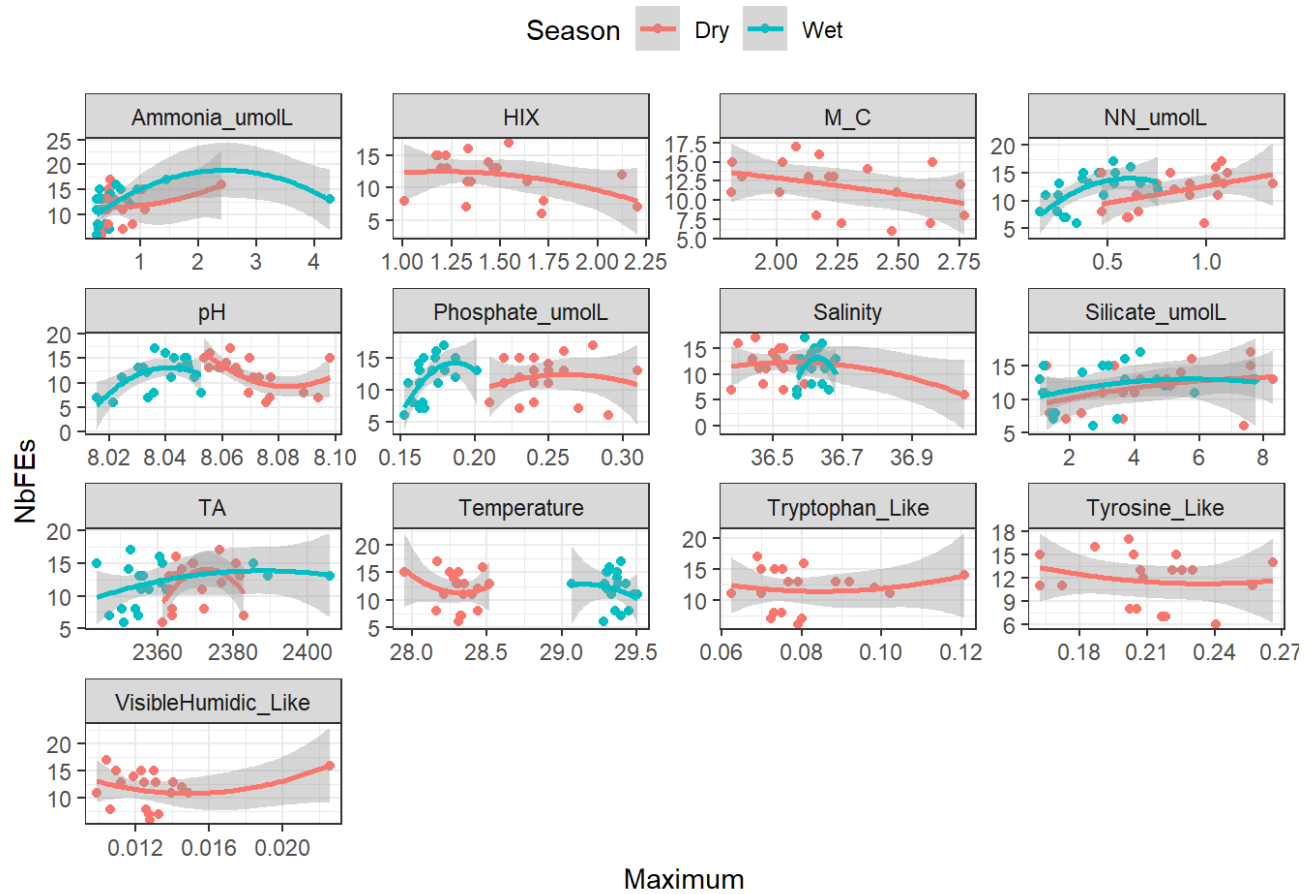 Season Dry Wet
Ammonia_umolL HIX M_C NN_umolL
25 20 15 10
15 10 5
17.5 15.0 12.5 10.0 7.5 5.0
20 15 10 5
1 2 3 4
1.00 1.25 1.50 1.75 2.00 2.25
2.00 2.25 2.50 2.75
0.5 1.0
pH Phosphate_umolL Salinity Silicate_umolL
20 15 10 5 0
15 10 5
15 10 5 0
20 15 10 5
8.02 8.04 8.06 8.08 8.10
0.15 0.20 0.25 0.30
36.5 36.7 36.9
2 4 6 8
NbFEs
TA Temperature Tryptophan_Like Tyrosine_Like
20 15 10 5
20 15 10 5
20 15 10
18 15 12 9 6
2360 2380 2400
28.0 28.5 29.0 29.5
0.06 0.08 0.10 0.12
0.18 0.21 0.24 0.27
VisibleHumidic_Like
20 15 10
0.012 0.016 0.020
Maximum